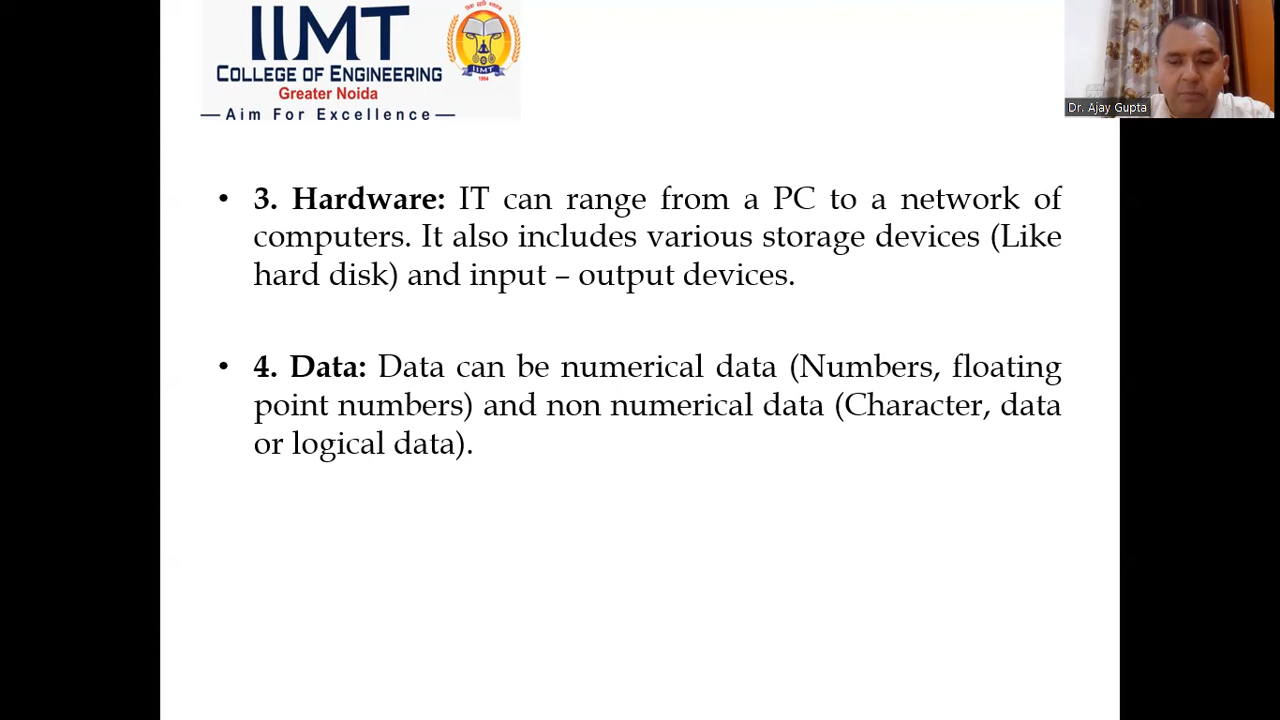 IIMT
COLLEGE OF ENGINEERING
Greater Noida
—Aim For Excellence—
IIMT
1994
Dr. Ajay Gupta
• 3. Hardware: IT can range from a PC to a network of
computers. It also includes various storage devices (Like
hard disk) and input – output devices.
• 4. Data: Data can be numerical data (Numbers, floating
point numbers) and non numerical data (Character, data
or logical data).